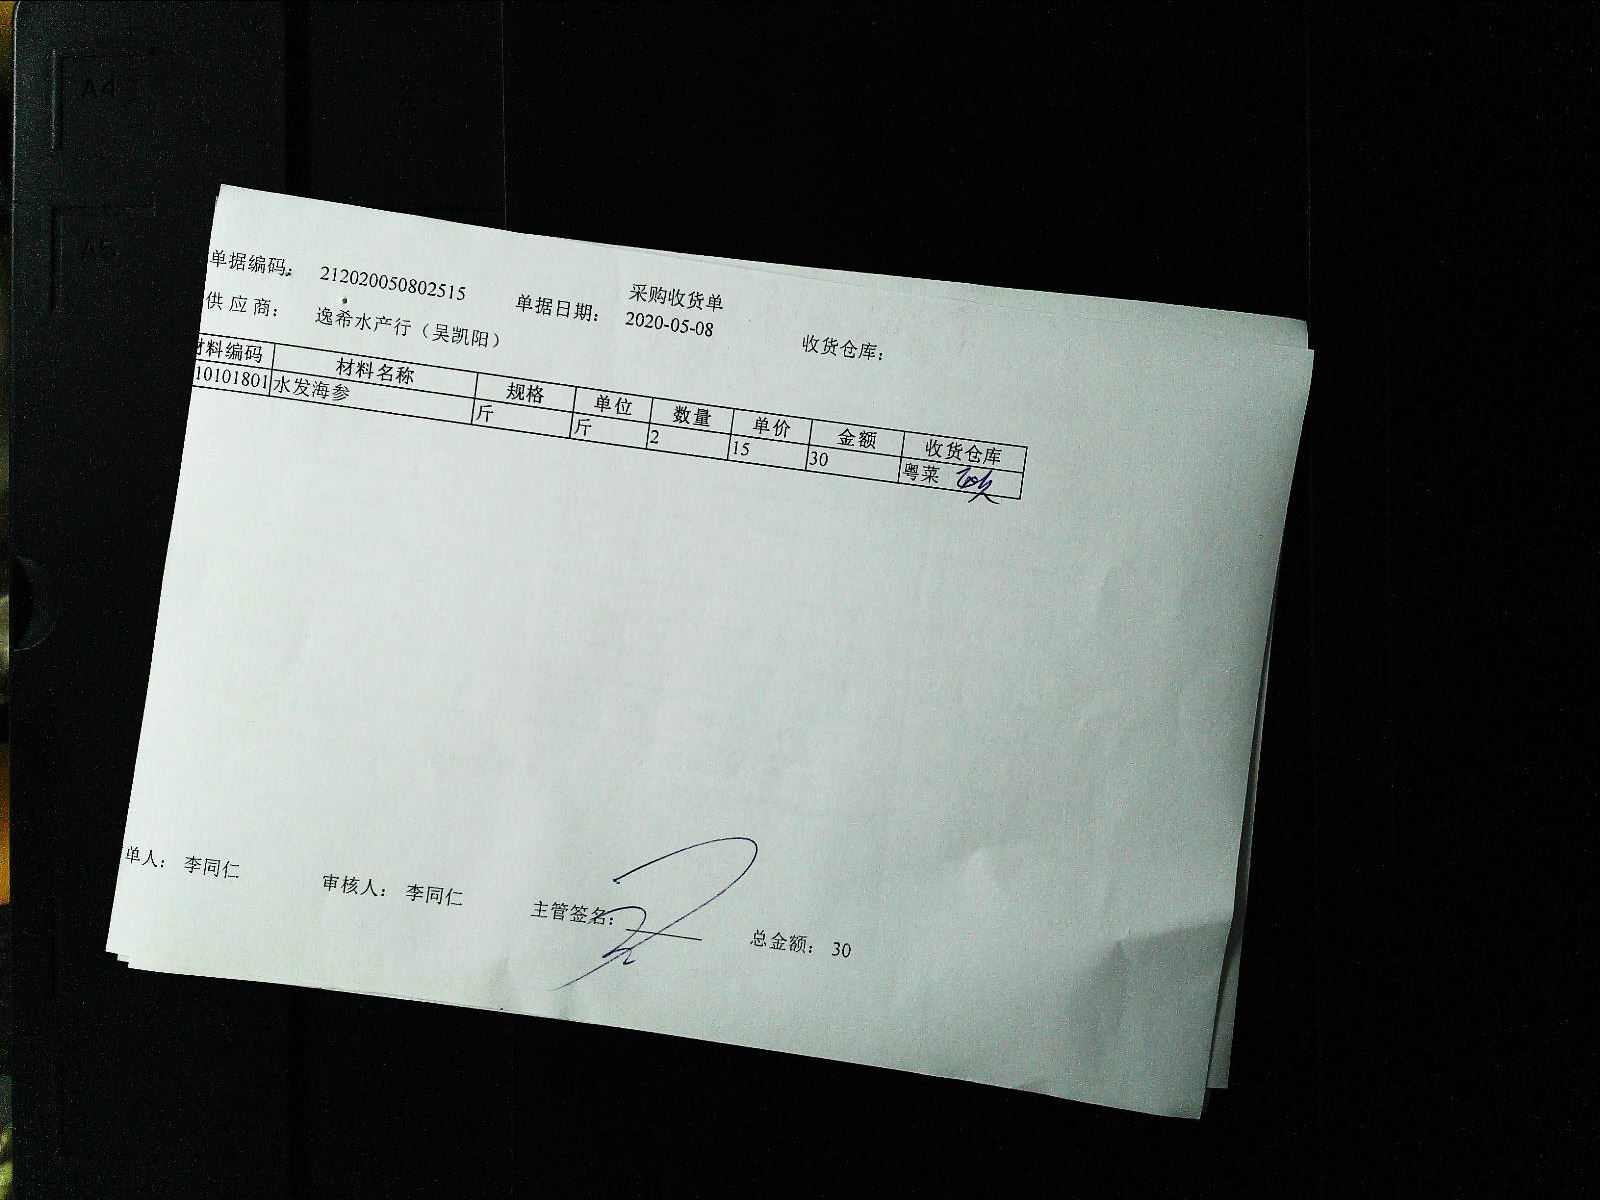 A4
A5
采购收货单
单据编码： 212020050802515 单据日期： 2020-05-08 收货仓库：
供应商： 逸希水产行（吴凯阳）
材料编码 材料名称 规格 单位 数量 单价 金额 收货仓库
10101801 水发海参 斤 斤 2 15 30 粤菜
单人： 李同仁 审核人： 李同仁 主管签名： 总金额： 30